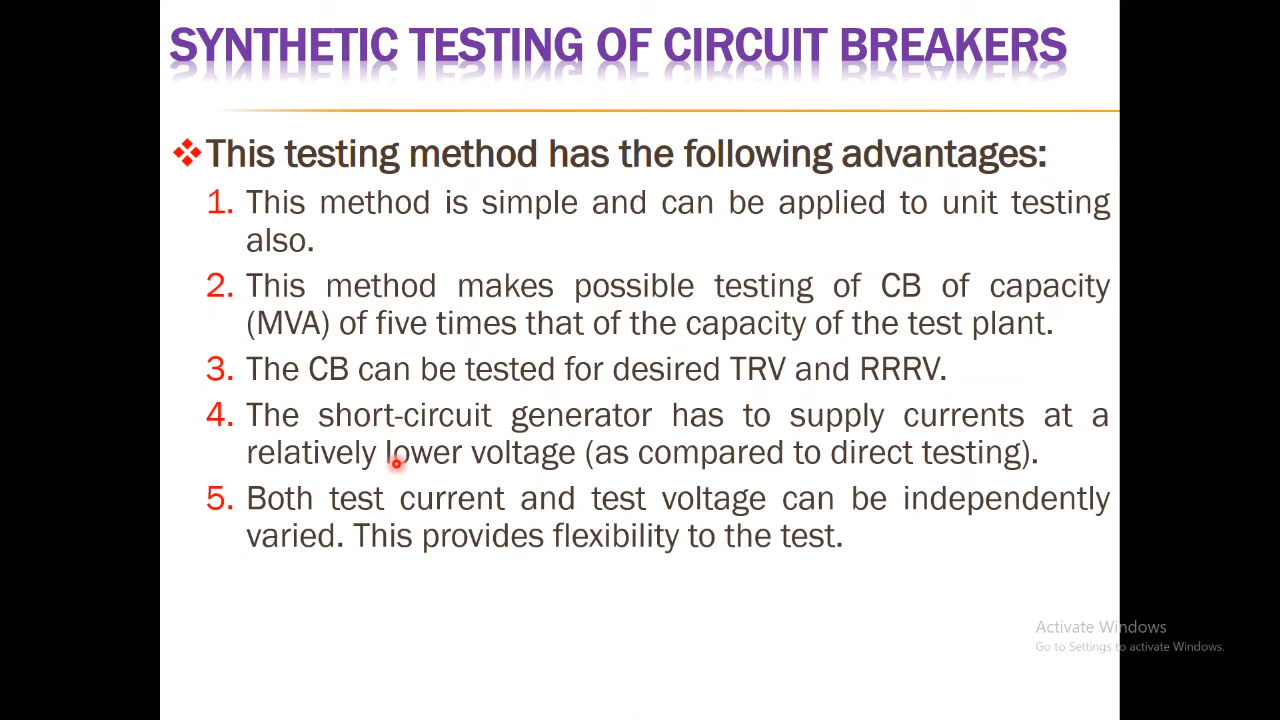 SYNTHETIC TESTING OF CIRCUIT BREAKERS
This testing method has the following advantages:
1. This method is simple and can be applied to unit testing
also.
2. This method makes possible testing of CB of capacity
(MVA) of five times that of the capacity of the test plant.
3. The CB can be tested for desired TRV and RRRV.
4. The short-circuit generator has to supply currents at a
relatively lower voltage (as compared to direct testing).
5. Both test current and test voltage can be independently
varied. This provides flexibility to the test.
Activate Windows
Go to Settings to activate Windows.